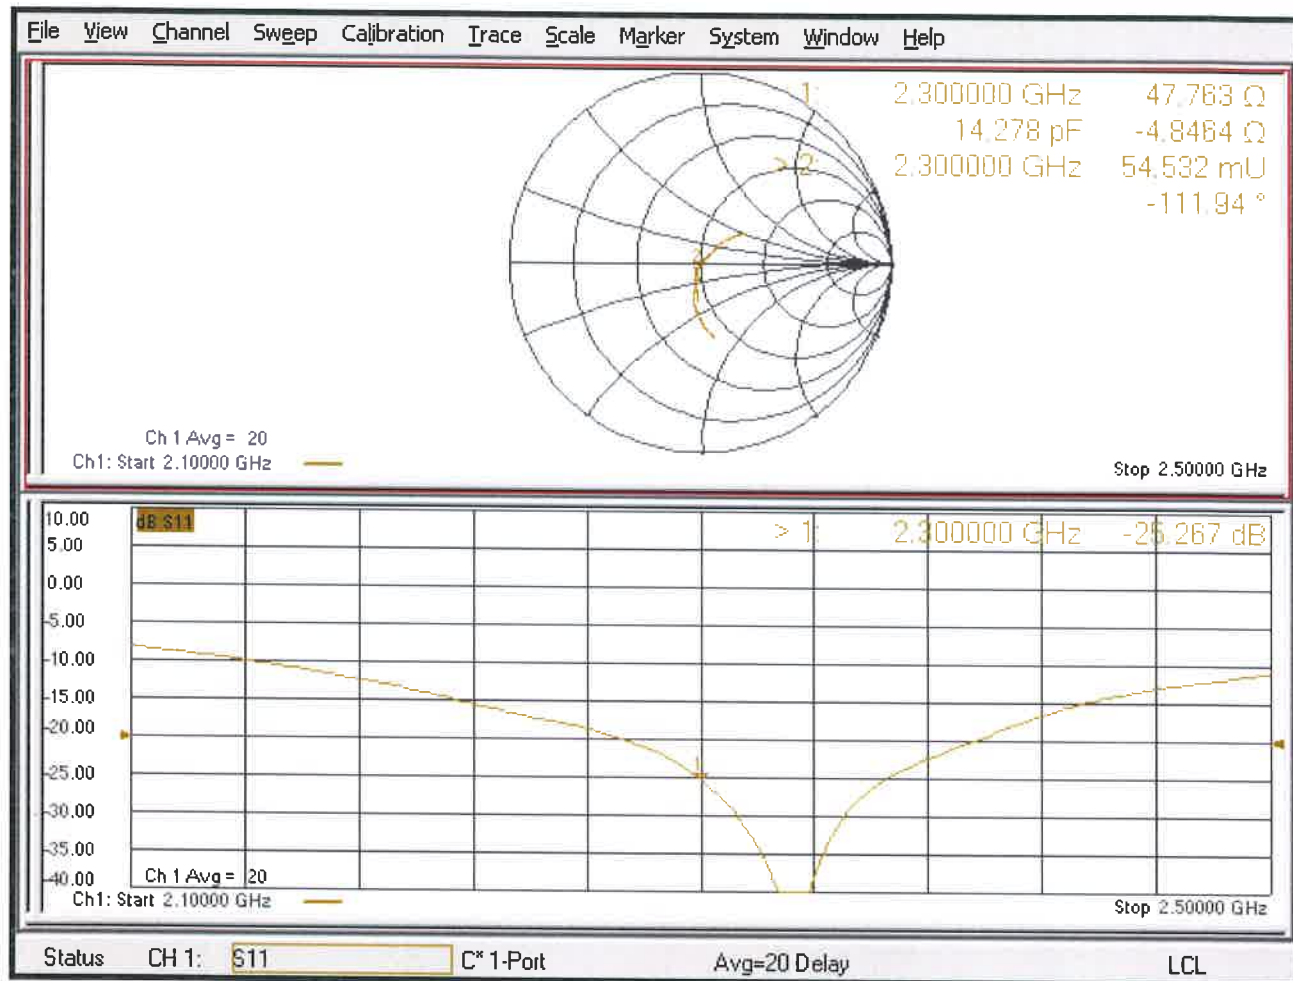 File View Channel Sweep Calibration Trace Scale Marker System Window Help
1: 2.300000 GHz 47.763 Ω
14.278 pF -4.8464 Ω
> 2: 2.300000 GHz 54.532 mU
-111.94 °
2
1
Ch 1 Avg = 20
Ch1: Start 2.10000 GHz
Stop 2.50000 GHz
10.00
dB S11
> 1: 2.300000 GHz -25.267 dB
5.00
0.00
-5.00
-10.00
-15.00
-20.00
1
-25.00
-30.00
-35.00
-40.00
Ch 1 Avg = 20
Ch1: Start 2.10000 GHz
Stop 2.50000 GHz
Status CH 1: S11 C* 1-Port Avg=20 Delay LCL